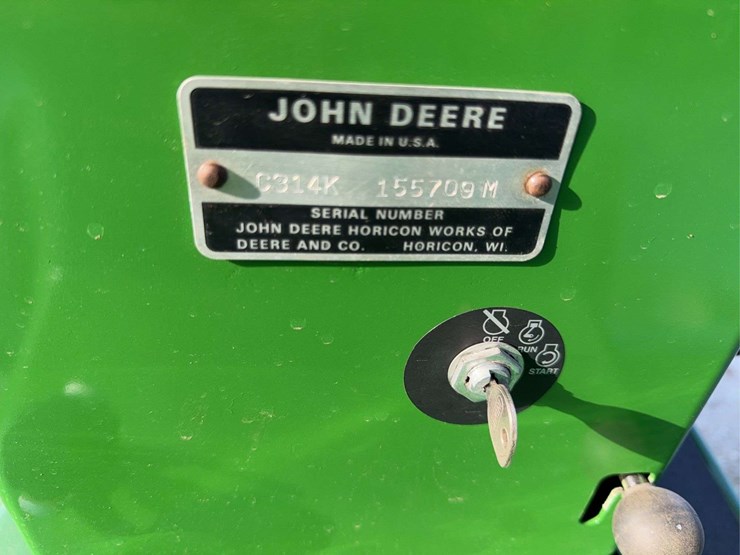 JOHN DEERE
MADE IN U.S.A.
C314K 155709M
SERIAL NUMBER
JOHN DEERE HORICON WORKS OF
DEERE AND CO. HORICON, WI.
OFF
RUN
START